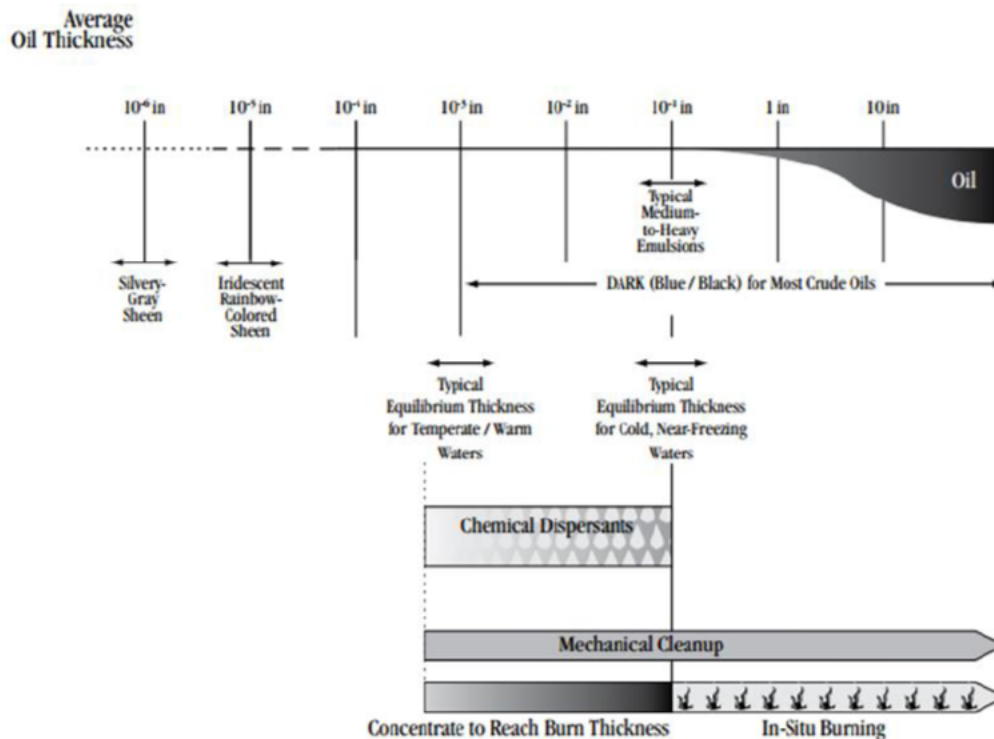 Average
Oil Thickness
10⁻⁶ in 10⁻⁵ in 10⁻⁴ in 10⁻³ in 10⁻² in 10⁻¹ in 1 in 10 in
Oil
Typical
Medium-
to-Heavy
Emulsions
Silvery-
Gray
Sheen
Iridescent
Rainbow-
Colored
Sheen
DARK (Blue / Black) for Most Crude Oils
Typical
Equilibrium Thickness
for Temperate / Warm
Waters
Typical
Equilibrium Thickness
for Cold, Near-Freezing
Waters
Chemical Dispersants
Mechanical Cleanup
Concentrate to Reach Burn Thickness
In-Situ Burning